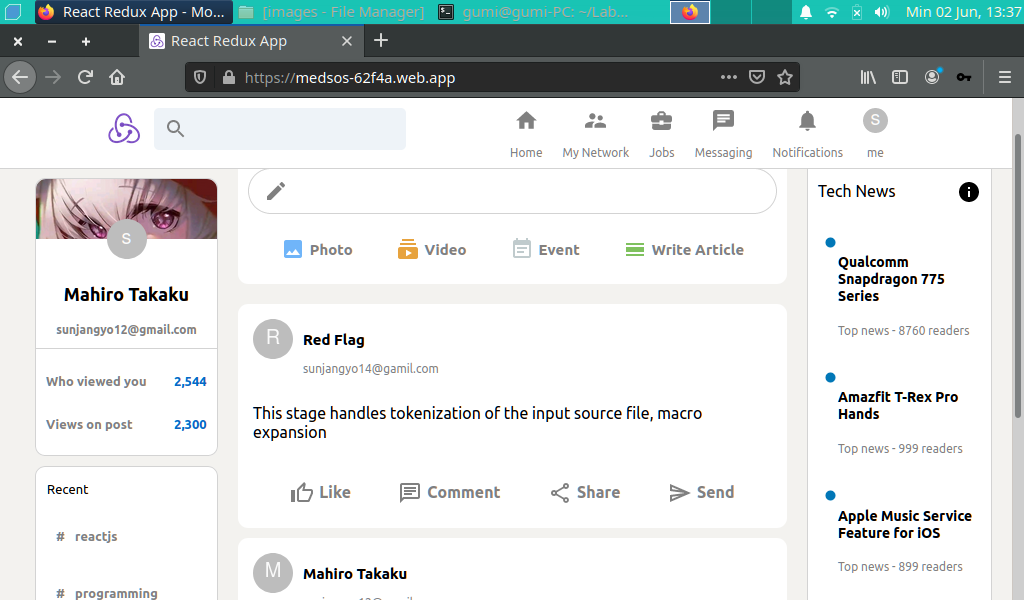 React Redux App - Mo...
[images - File Manager]
gumi@gumi-PC: ~/Lab...
Min 02 Jun, 13:37
React Redux App
https://medsos-62f4a.web.app
Home
My Network
Jobs
Messaging
Notifications
S
me
S
Mahiro Takaku
sunjangyo12@gmail.com
Who viewed you 2,544
Views on post 2,300
Recent
# reactjs
# programming
Photo
Video
Event
Write Article
R
Red Flag
sunjangyo14@gamil.com
This stage handles tokenization of the input source file, macro
expansion
Like
Comment
Share
Send
M
Mahiro Takaku
Tech News
Qualcomm
Snapdragon 775
Series
Top news - 8760 readers
Amazfit T-Rex Pro
Hands
Top news - 999 readers
Apple Music Service
Feature for iOS
Top news - 899 readers